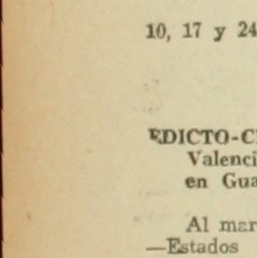 10, 17 y 24
EDICTO-C
Valenci
en Gua
Al mar
—Estados